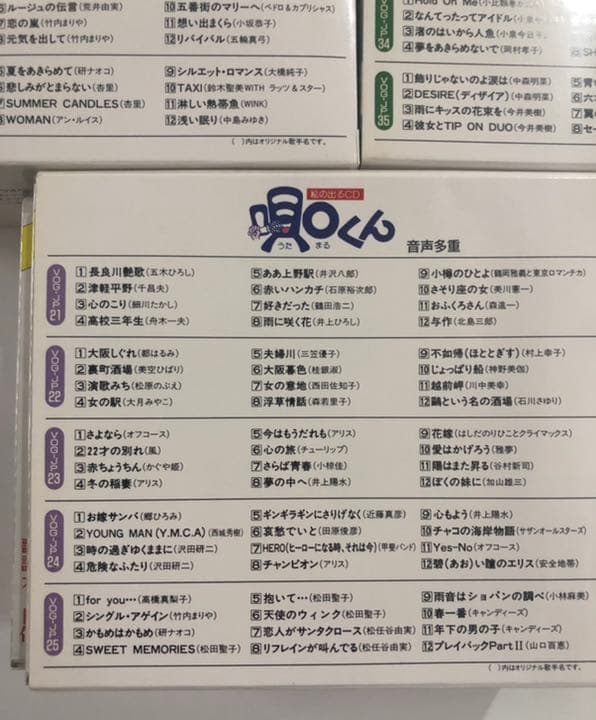 5 ルージュの伝言(荒井由実) 10 五番街のマリーへ(ペドロ&カプリシャス)
恋の嵐(竹内まりや) 11 想い出まくら(小坂恭子)
元気を出して(竹内まりや) 12 リバイバル(五輪真弓)
夏をあきらめて(研ナオコ) 9 シルエット・ロマンス(大橋純子)
悲しみがとまらない(杏里) 10 TAXI(鈴木聖美WITH ラッツ&スター)
7 SUMMER CANDLES(杏里) 11 淋しい熱帯魚(WINK)
WOMAN(アン・ルイス) 12 浅い眠り(中島みゆき)
( )内はオリジナル歌手名です。
34
Hold On Me
2 なんてったってアイドル
3 渚のはいから人魚(小泉今日子)
4 夢をあきらめないで(岡村孝子)
35
1 飾りじゃないのよ涙は(中森明菜)
2 DESIRE(ディザイア)(中森明菜)
3 雨にキッスの花束を(今井美樹)
4 彼女とTIP ON DUO(今井美樹)
絵の出るCD
唄〇くん
うた まる
音声多重
VOG-JP 21
1 長良川艶歌(五木ひろし) 5 ああ上野駅(井沢八郎) 9 小樽のひとよ(鶴岡雅義と東京ロマンチカ)
2 津軽平野(千昌夫) 6 赤いハンカチ(石原裕次郎) 10 さそり座の女(美川憲一)
3 心のこり(細川たかし) 7 好きだった(鶴田浩二) 11 おふくろさん(森進一)
4 高校三年生(舟木一夫) 8 雨に咲く花(井上ひろし) 12 与作(北島三郎)
VOG-JP 22
1 大阪しぐれ(都はるみ) 5 夫婦川(三笠優子) 9 不如帰(ほととぎす)(村上幸子)
2 裏町酒場(美空ひばり) 6 大阪暮色(桂銀淑) 10 じょっぱり船(神野美伽)
3 演歌みち(松原のぶえ) 7 女の意地(西田佐知子) 11 越前岬(川中美幸)
4 女の駅(大月みやこ) 8 浮草情話(森若里子) 12 鷗という名の酒場(石川さゆり)
VOG-JP 23
1 さよなら(オフコース) 5 今はもうだれも(アリス) 9 花嫁(はしだのりひことクライマックス)
2 22才の別れ(風) 6 心の旅(チューリップ) 10 愛はかげろう(雅夢)
3 赤ちょうちん(かぐや姫) 7 さらば青春(小椋佳) 11 陽はまた昇る(谷村新司)
4 冬の稲妻(アリス) 8 夢の中へ(井上陽水) 12 ぼくの妹に(加山雄三)
VOG-JP 24
1 お嫁サンバ(郷ひろみ) 5 ギンギラギンにさりげなく(近藤真彦) 9 心もよう(井上陽水)
2 YOUNG MAN (Y.M.C.A)(西城秀樹) 6 哀愁でいと(田原俊彦) 10 チャコの海岸物語(サザンオールスターズ)
3 時の過ぎゆくままに(沢田研二) 7 HERO(ヒーローになる時、それは今)(甲斐バンド) 11 Yes-No(オフコース)
4 危険なふたり(沢田研二) 8 チャンピオン(アリス) 12 碧(あお)い瞳のエリス(安全地帯)
VOG-JP 25
1 for you…(高橋真梨子) 5 抱いて…(松田聖子) 9 雨音はショパンの調べ(小林麻美)
2 シングル・アゲイン(竹内まりや) 6 天使のウィンク(松田聖子) 10 春一番(キャンディーズ)
3 かもめはかもめ(研ナオコ) 7 恋人がサンタクロース(松任谷由実) 11 年下の男の子(キャンディーズ)
4 SWEET MEMORIES(松田聖子) 8 リフレインが叫んでる(松任谷由実) 12 プレイバックPartⅡ(山口百恵)
( )内はオリジナル歌手名です。